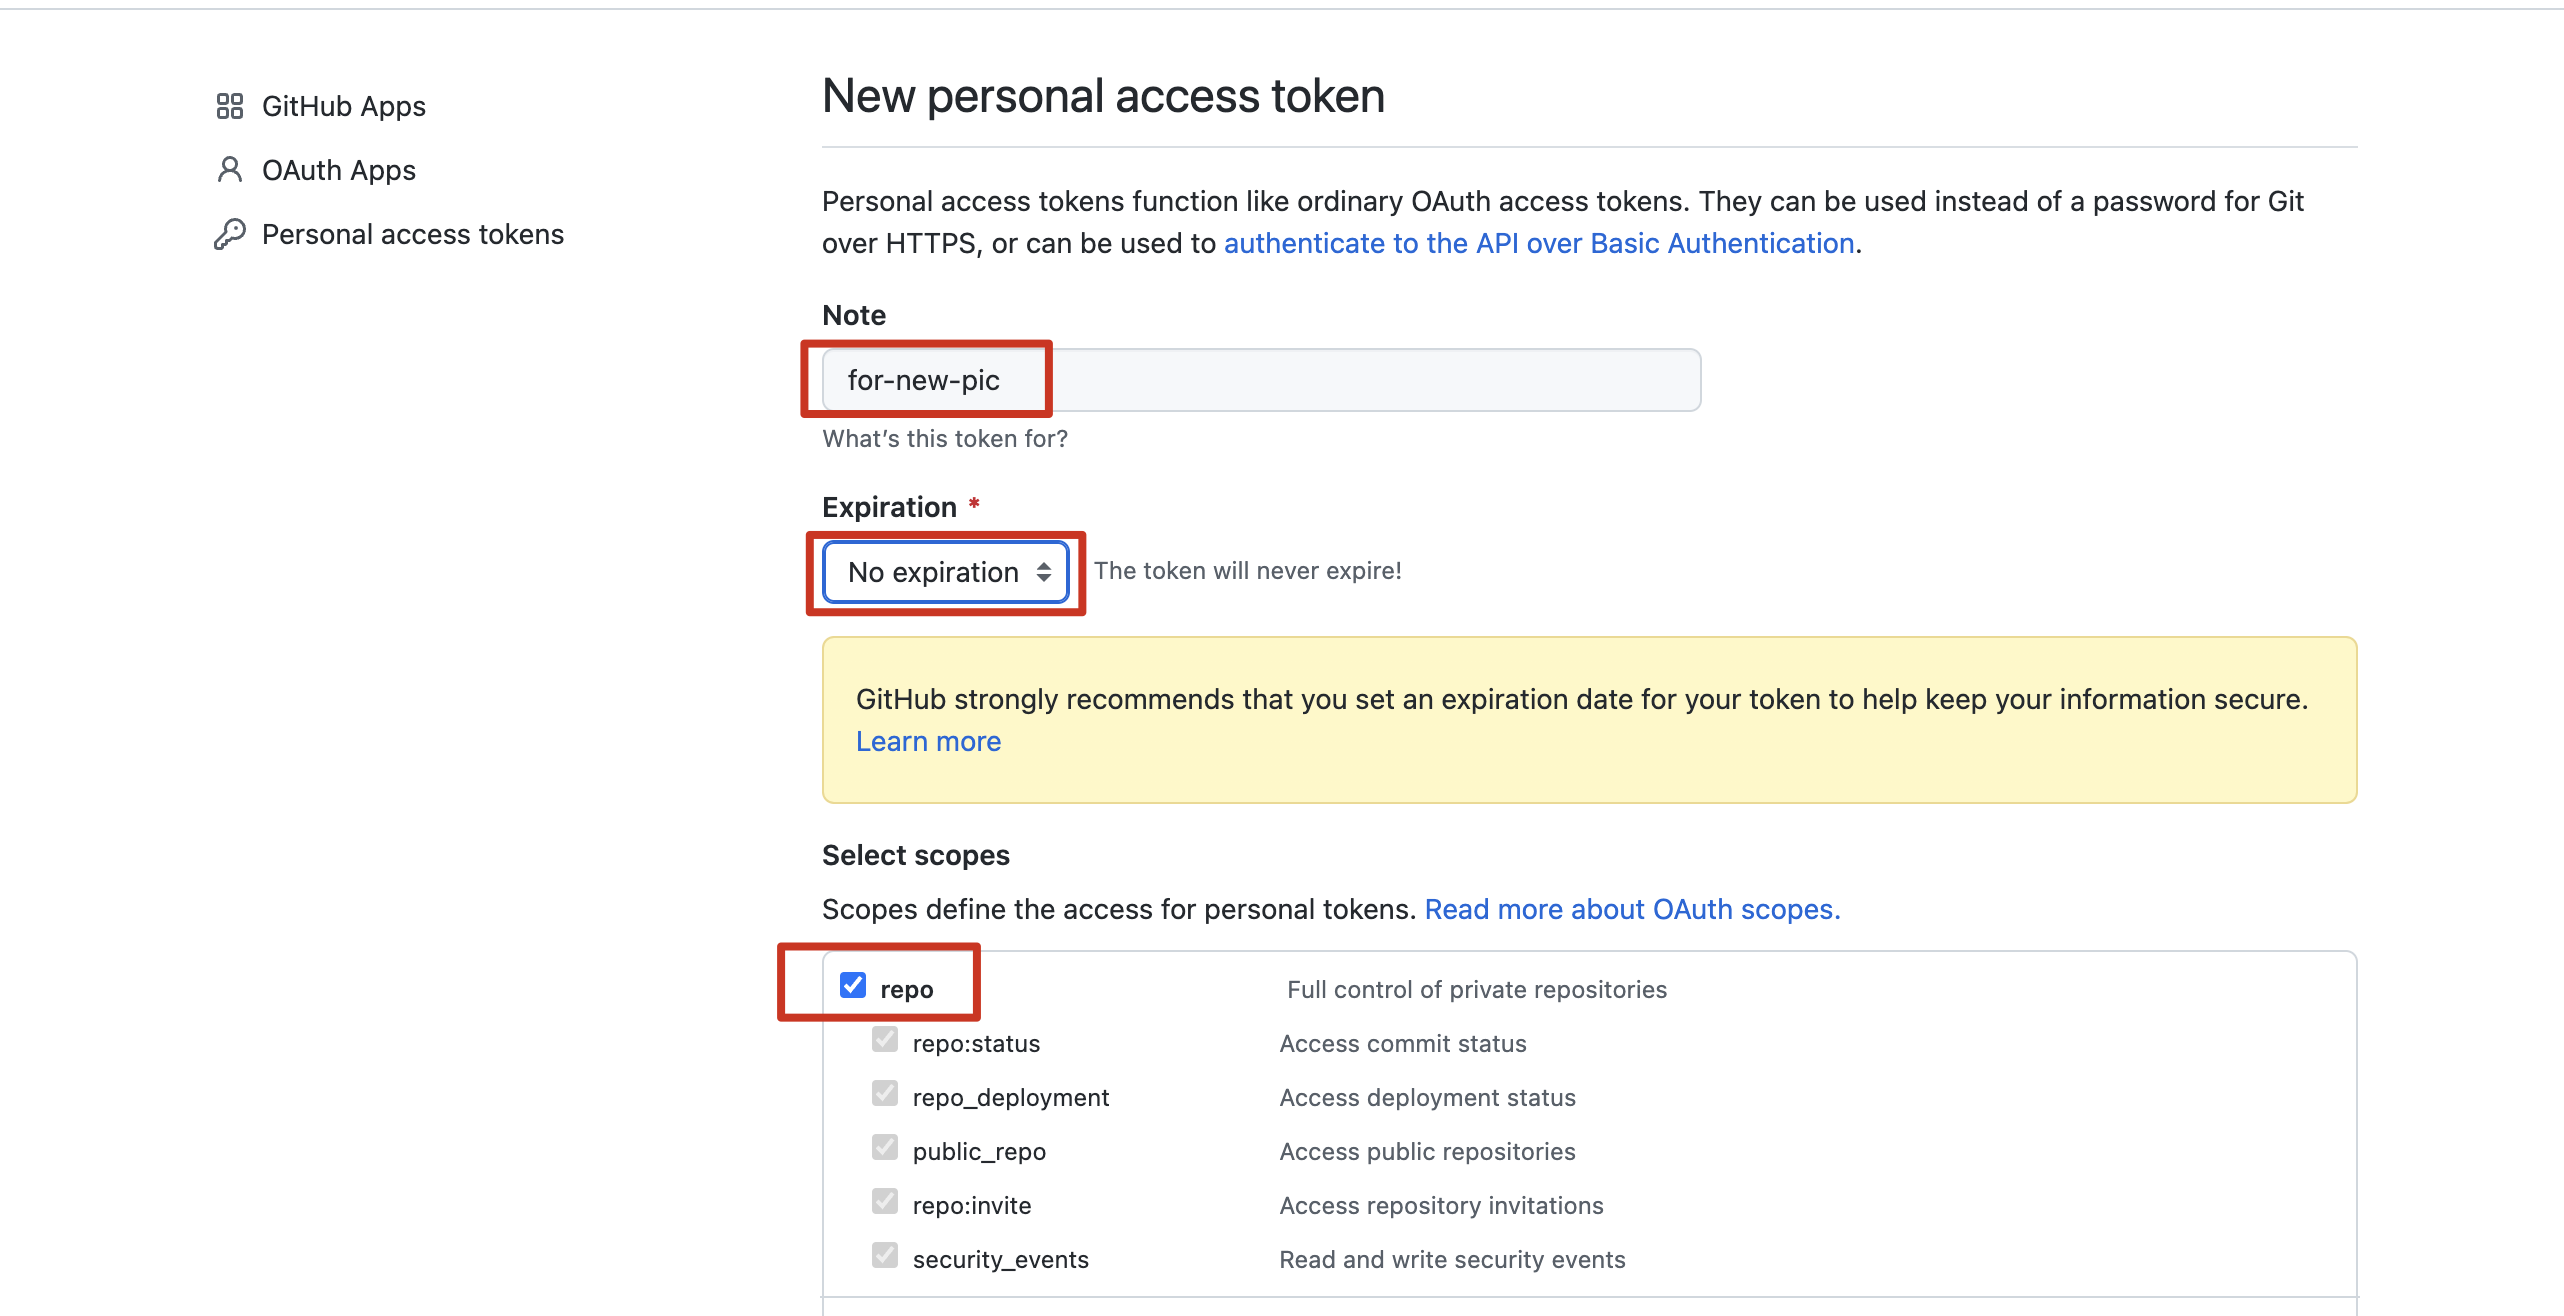 GitHub Apps
OAuth Apps
Personal access tokens
New personal access token
Personal access tokens function like ordinary OAuth access tokens. They can be used instead of a password for Git
over HTTPS, or can be used to authenticate to the API over Basic Authentication.
Note
for-new-pic
What's this token for?
Expiration *
No expiration The token will never expire!
GitHub strongly recommends that you set an expiration date for your token to help keep your information secure.
Learn more
Select scopes
Scopes define the access for personal tokens. Read more about OAuth scopes.
repo Full control of private repositories
repo:status Access commit status
repo_deployment Access deployment status
public_repo Access public repositories
repo:invite Access repository invitations
security_events Read and write security events